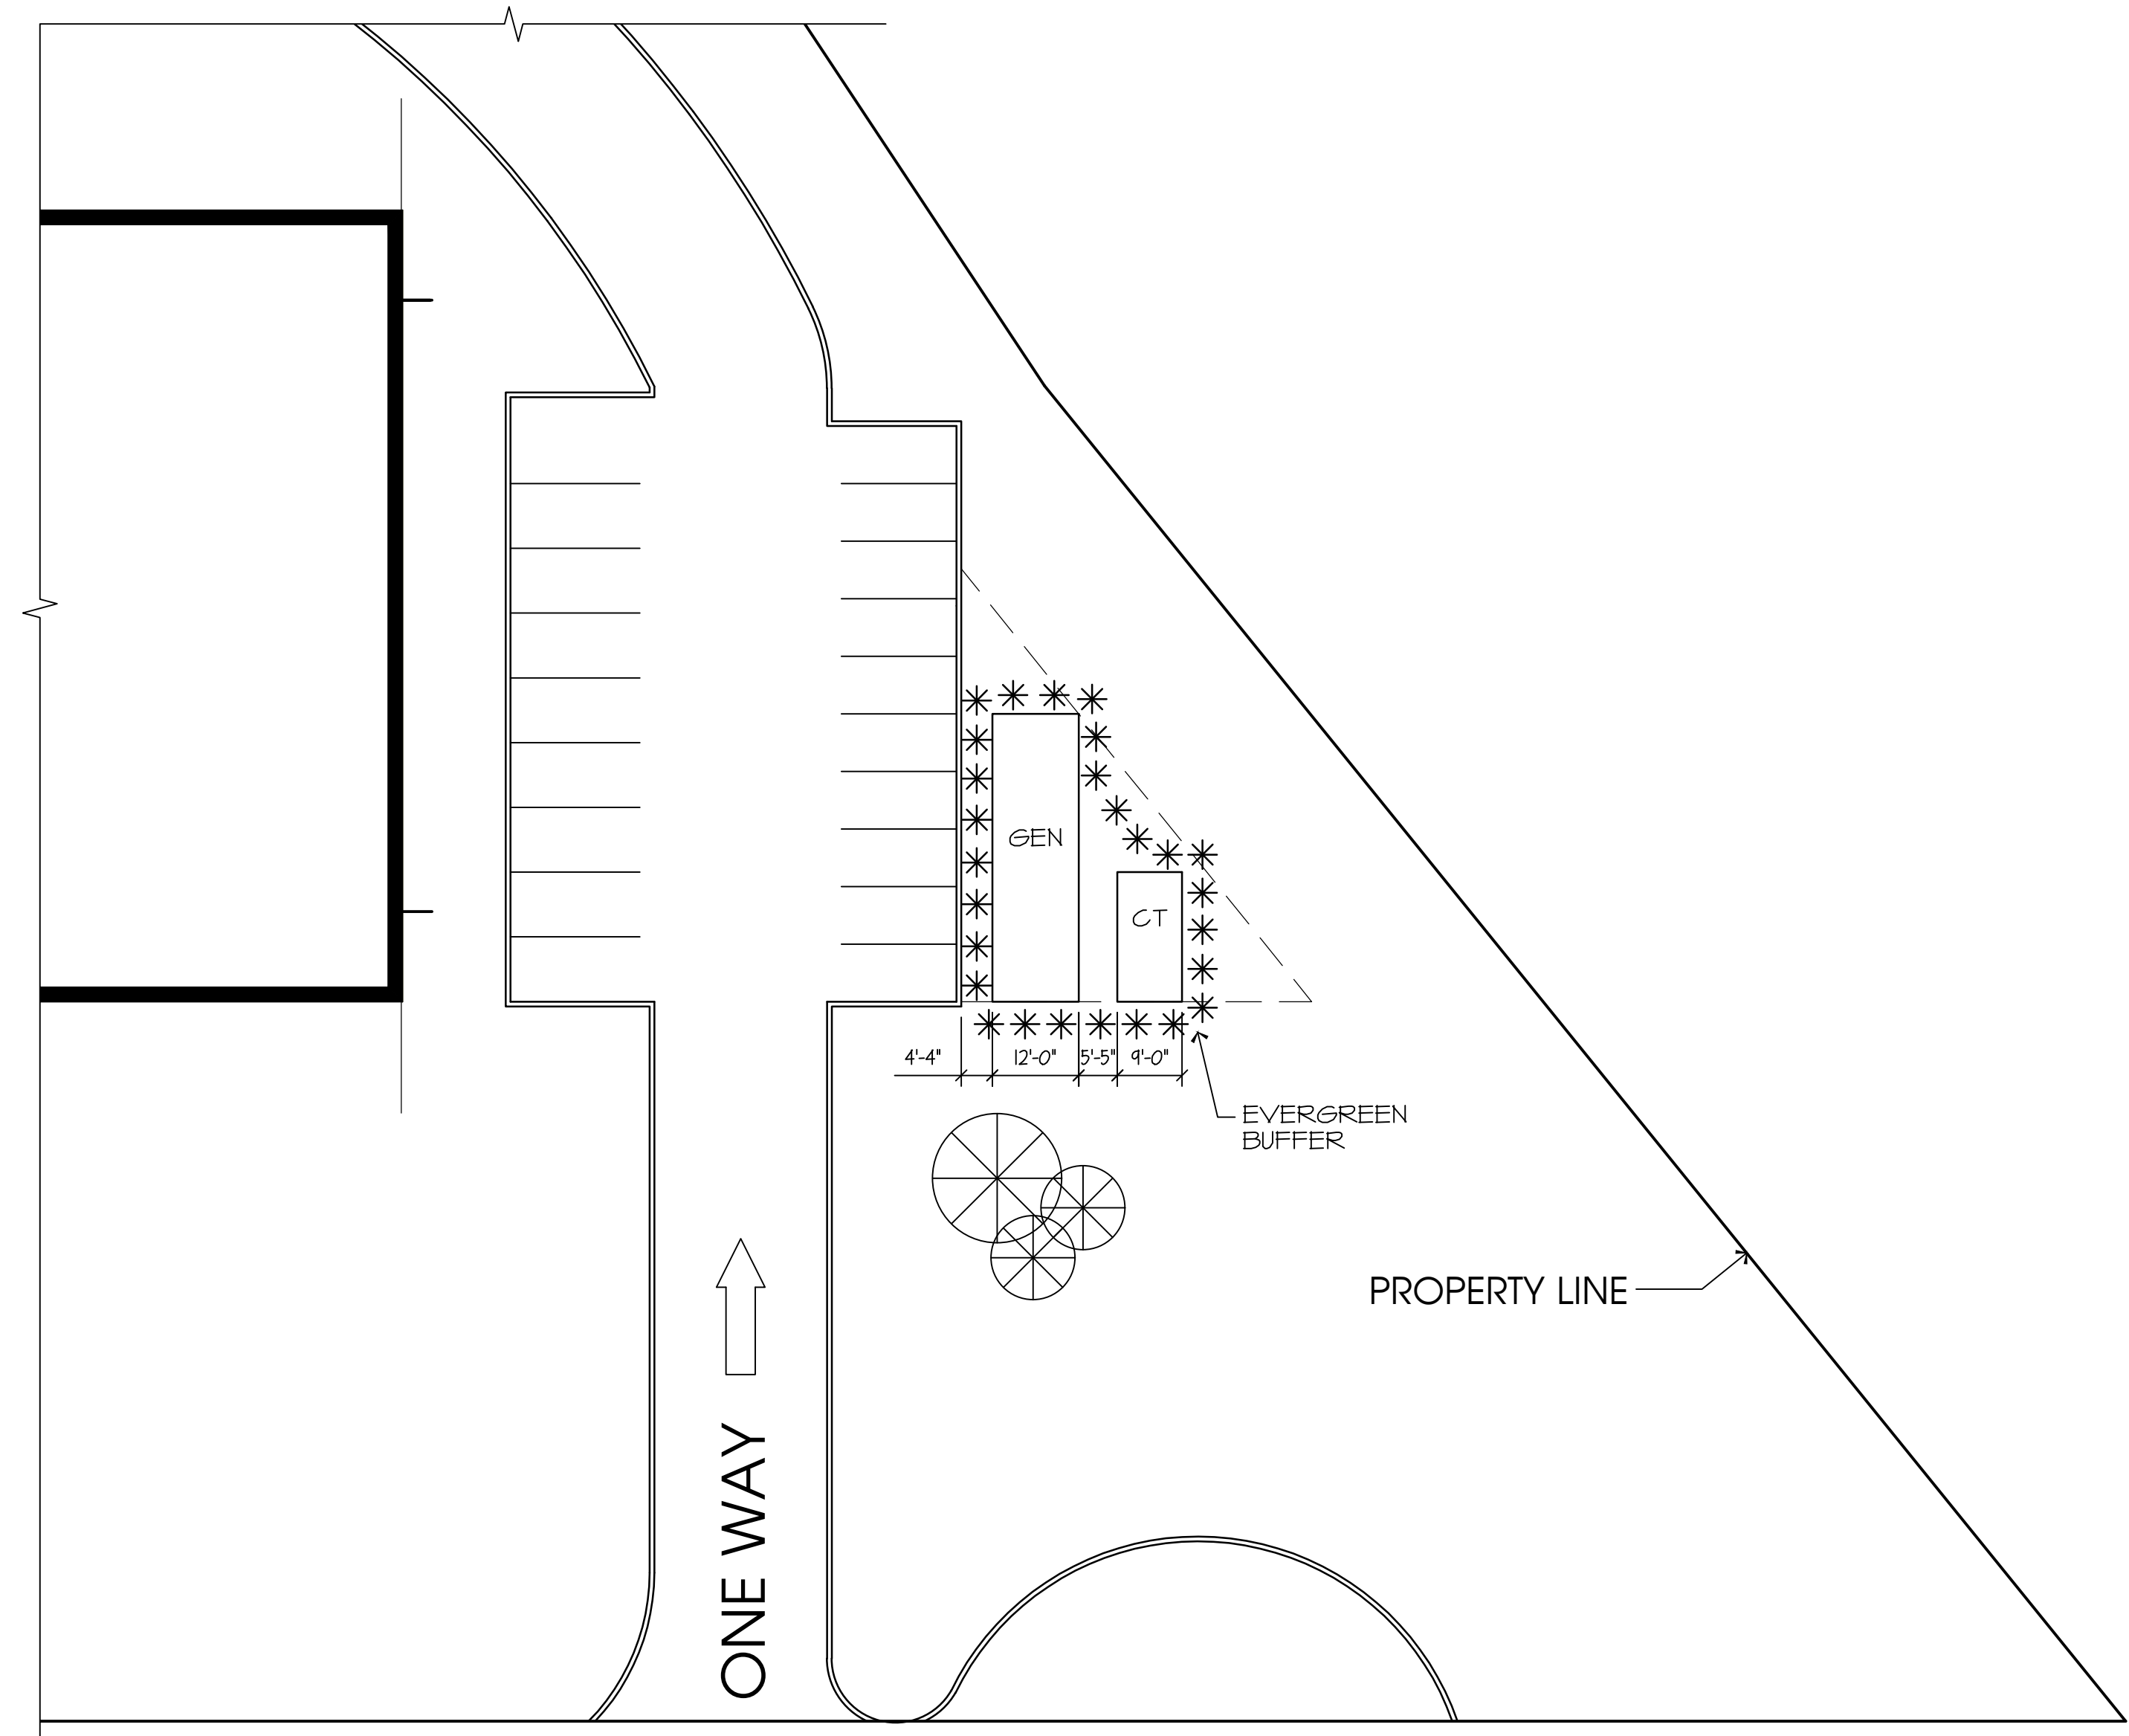 GEN
CT
4'-4" 12'-0" 5'-5" 9'-0"
EVERGREEN
BUFFER
PROPERTY LINE
ONE WAY